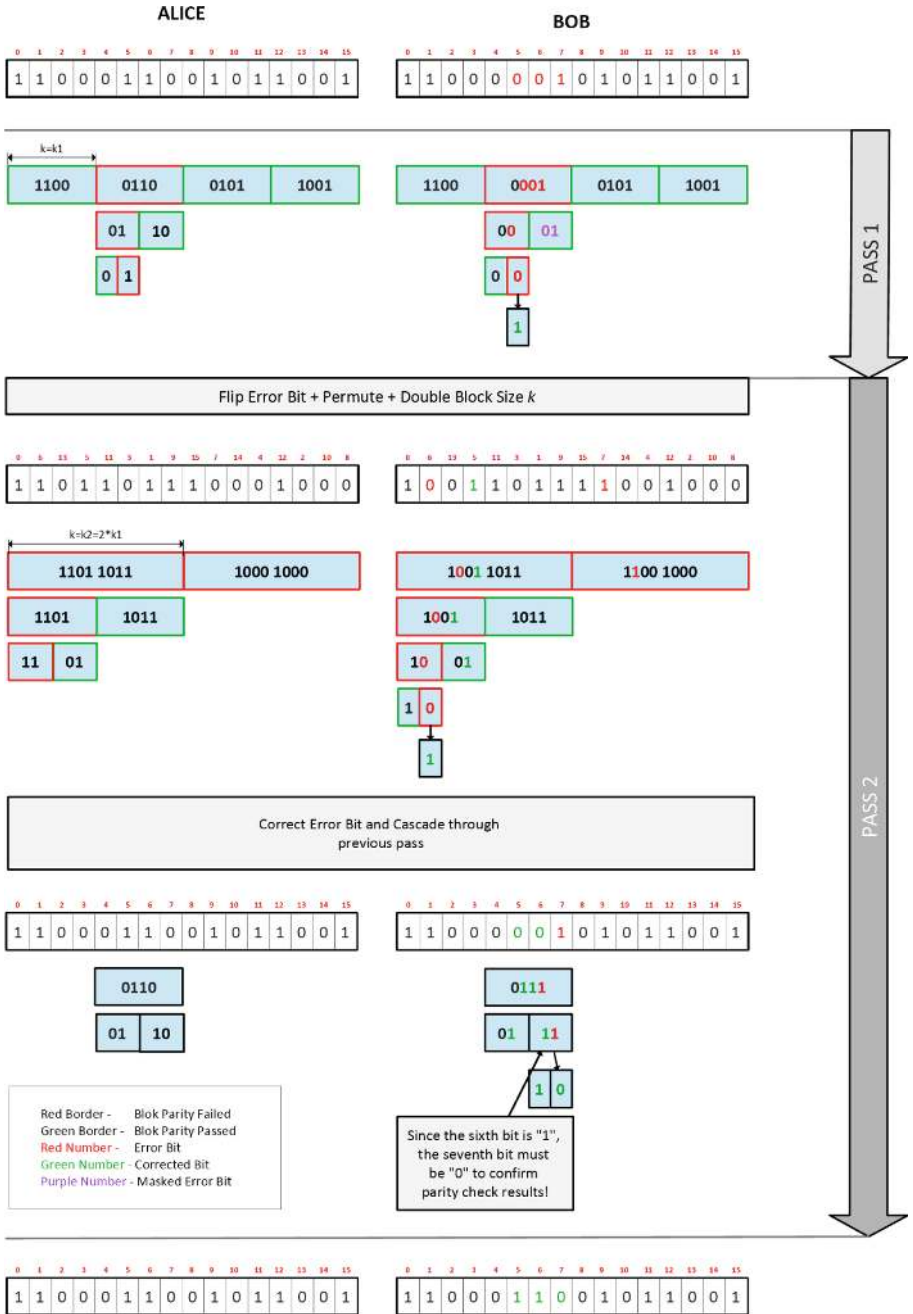 ALICE
BOB
0 1 2 3 4 5 6 7 8 9 10 11 12 13 14 15
0 1 2 3 4 5 6 7 8 9 10 11 12 13 14 15
1 1 0 0 0 1 1 0 0 1 0 1 1 0 0 1
1 1 0 0 0 0 0 1 0 1 0 1 1 0 0 1
k=k1
1100 0110 0101 1001
1100 0001 0101 1001
01 10
00 01
0 1
0 0
1
PASS 1
Flip Error Bit + Permute + Double Block Size k
0 6 13 5 11 3 1 9 15 7 14 4 12 2 10 8
0 6 13 5 11 3 1 9 15 7 14 4 12 2 10 8
1 1 0 1 1 0 1 1 1 0 0 0 1 0 0 0
1 0 0 1 1 0 1 1 1 1 0 0 1 0 0 0
k=k2=2*k1
1101 1011 1000 1000
1001 1011 1100 1000
1101 1011
1001 1011
11 01
10 01
1 0
1
PASS 2
Correct Error Bit and Cascade through
previous pass
0 1 2 3 4 5 6 7 8 9 10 11 12 13 14 15
0 1 2 3 4 5 6 7 8 9 10 11 12 13 14 15
1 1 0 0 0 1 1 0 0 1 0 1 1 0 0 1
1 1 0 0 0 0 0 1 0 1 0 1 1 0 0 1
0110
0111
01 10
01 11
1 0
Red Border - Blok Parity Failed
Green Border - Blok Parity Passed
Red Number - Error Bit
Green Number - Corrected Bit
Purple Number - Masked Error Bit
Since the sixth bit is "1",
the seventh bit must
be "0" to confirm
parity check results!
0 1 2 3 4 5 6 7 8 9 10 11 12 13 14 15
0 1 2 3 4 5 6 7 8 9 10 11 12 13 14 15
1 1 0 0 0 1 1 0 0 1 0 1 1 0 0 1
1 1 0 0 0 1 1 0 0 1 0 1 1 0 0 1